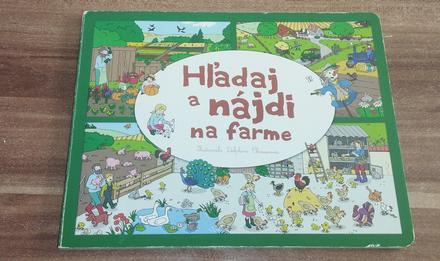 Hľadaj
a nájdi
na farme